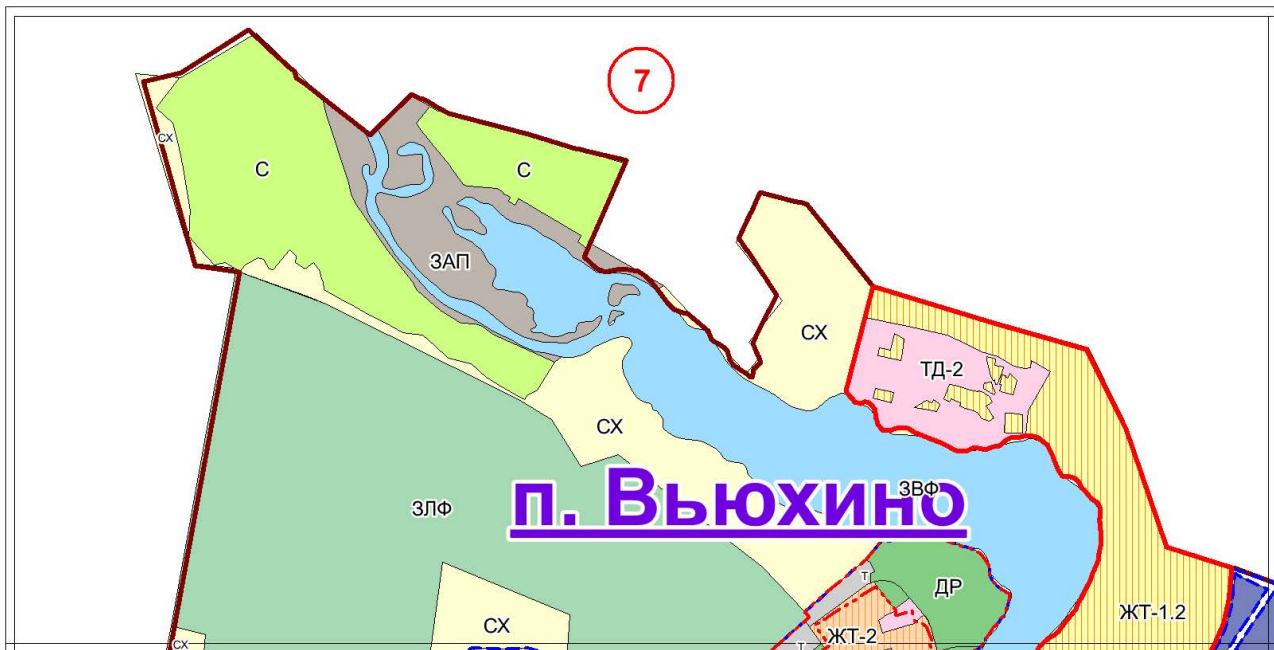 7
СХ
С
С
ЗАП
СХ
ТД-2
СХ
ЗВФ
ЗЛФ
п. Вьюхино
Т
ДР
ЖТ-1.2
СХ
ЖТ-2
СХ
Т